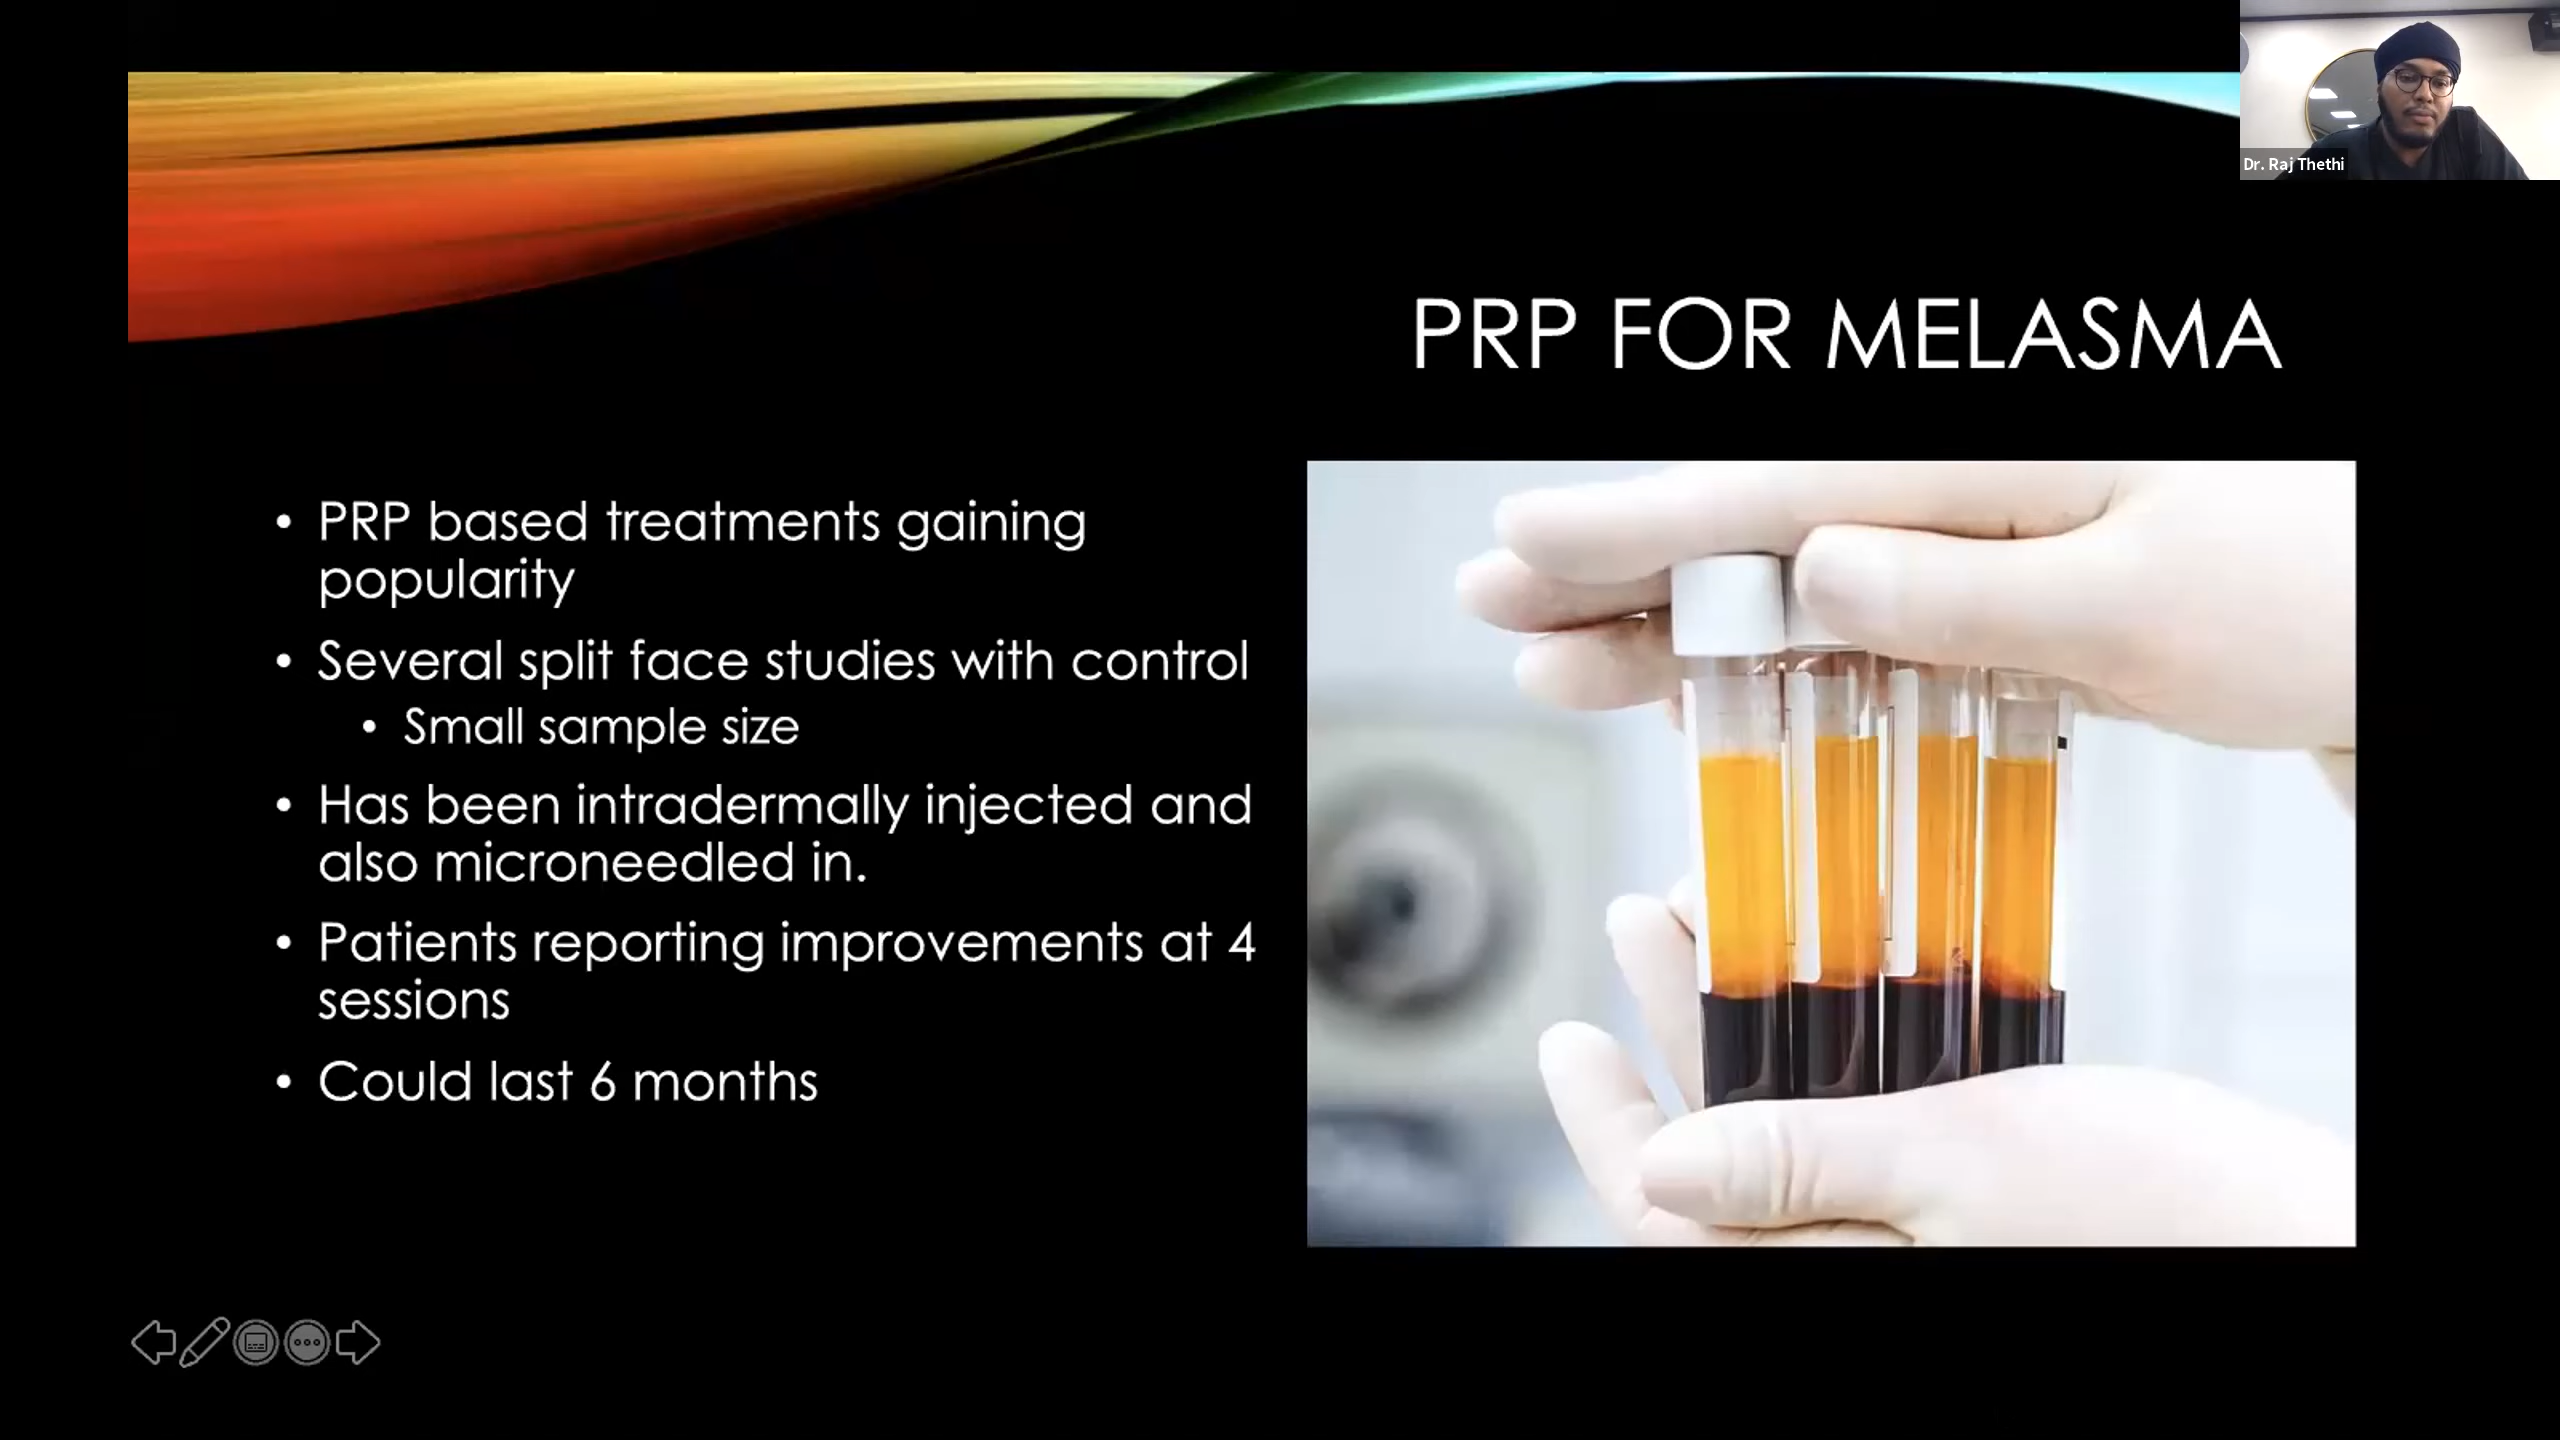 Dr. Raj Thethi
PRP FOR MELASMA
• PRP based treatments gaining
popularity
• Several split face studies with control
• Small sample size
• Has been intradermally injected and
also microneedled in.
• Patients reporting improvements at 4
sessions
• Could last 6 months